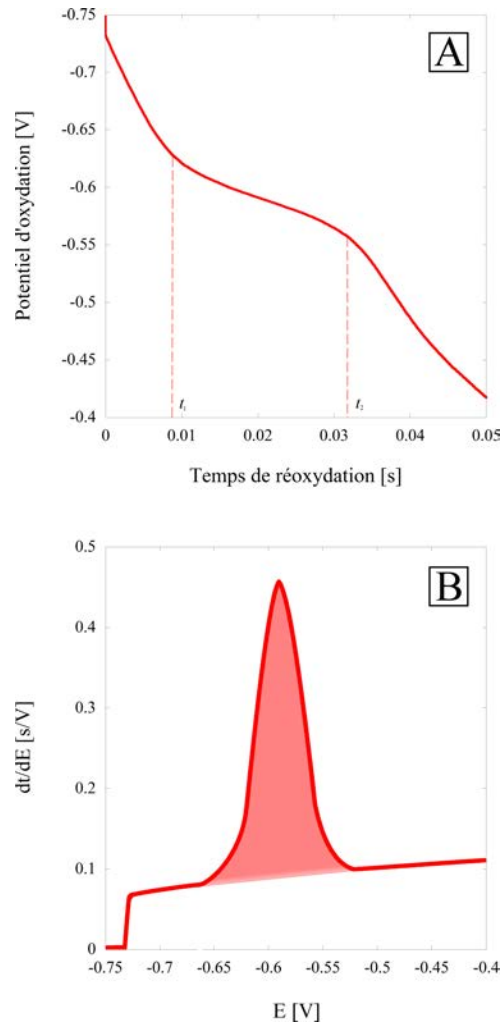 -0.75
A
-0.7
-0.65
-0.6
-0.55
-0.5
-0.45
-0.4
Potentiel d'oxydation [V]
t₁
t₂
0 0.01 0.02 0.03 0.04 0.05
Temps de réoxydation [s]
0.5
B
0.4
0.3
0.2
0.1
0
dt/dE [s/V]
-0.75 -0.7 -0.65 -0.6 -0.55 -0.5 -0.45 -0.4
E [V]